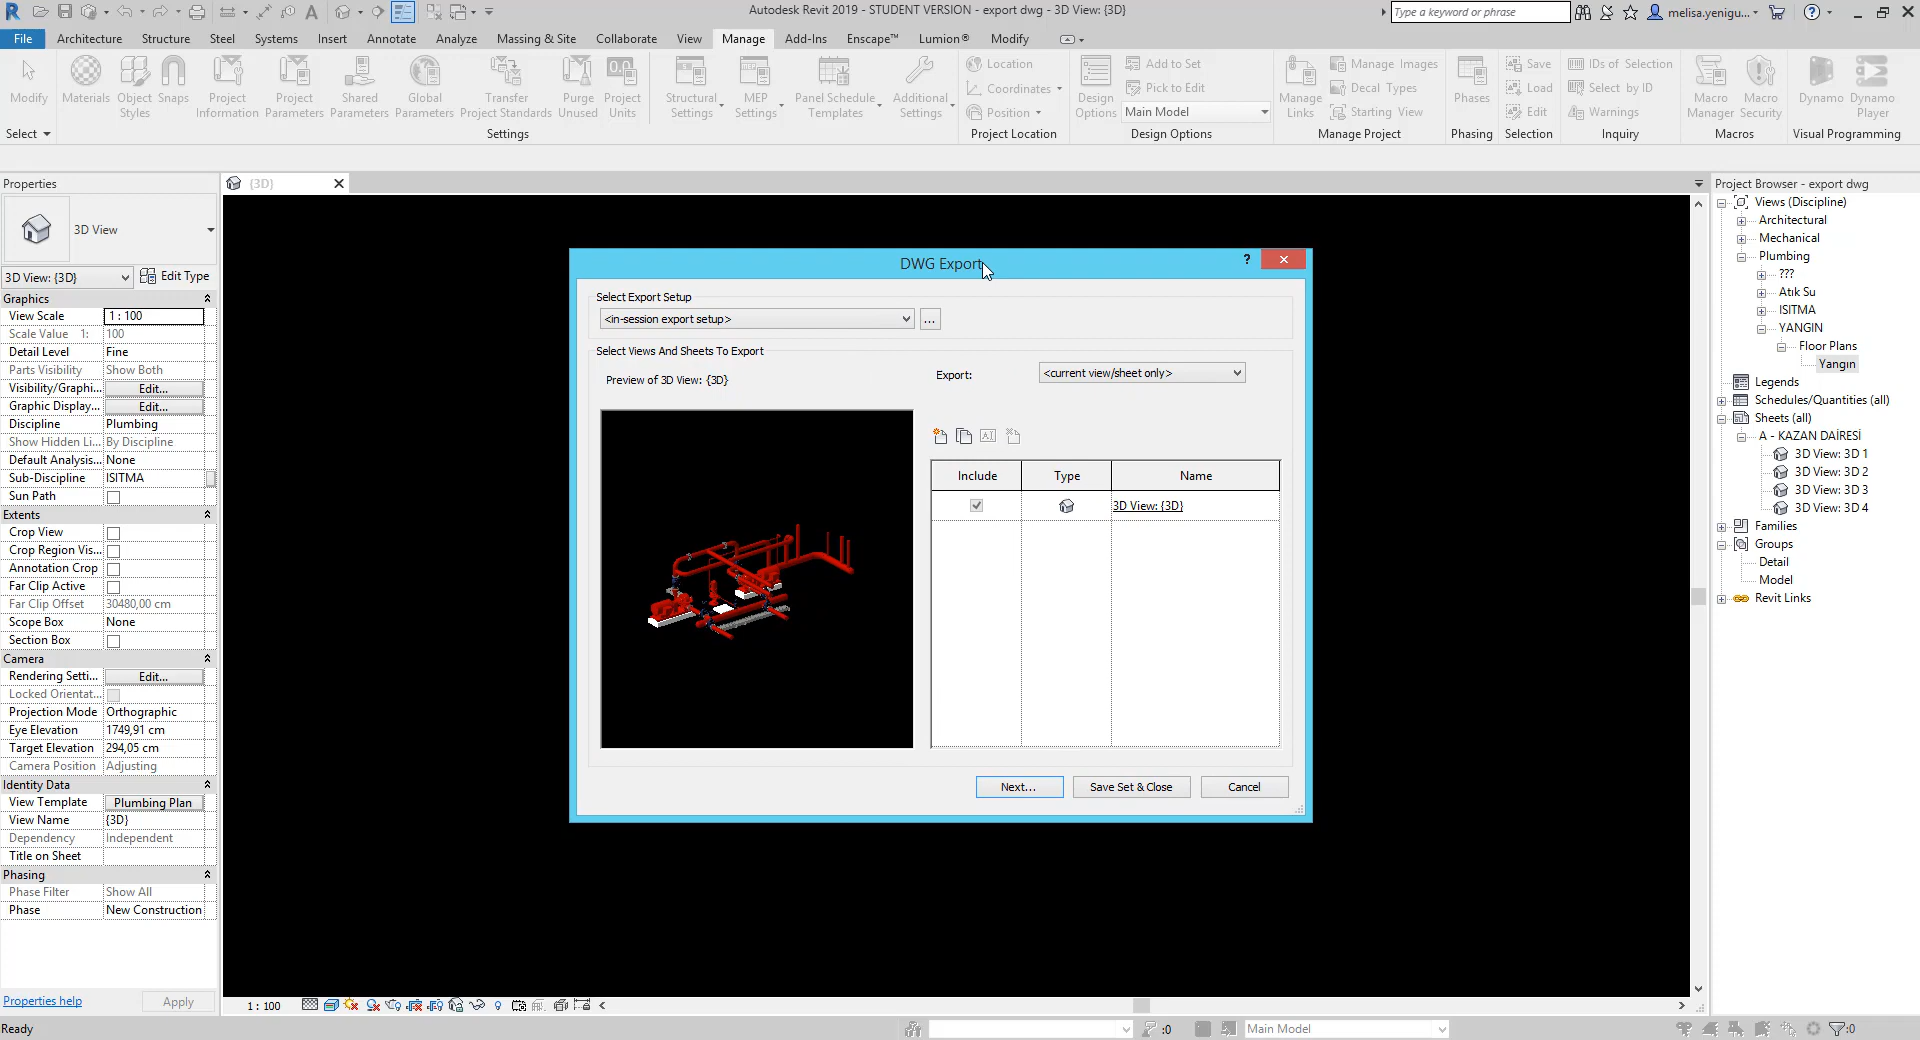 Autodesk Revit 2019 - STUDENT VERSION - export dwg - 3D View: {3D}
Type a keyword or phrase
melisa.yenigu...
File Architecture Structure Steel Systems Insert Annotate Analyze Massing & Site Collaborate View Manage Add-Ins Enscape™ Lumion® Modify
Modify
Materials
Object Styles
Snaps
Project Information
Project Parameters
Shared Parameters
Global Parameters
Transfer Project Standards
Purge Unused
Project Units
Structural Settings
MEP Settings
Panel Schedule Templates
Additional Settings
Location
Coordinates
Position
Design Options
Add to Set
Pick to Edit
Main Model
Manage Links
Manage Images
Decal Types
Starting View
Phases
Save
Load
Edit
IDs of Selection
Select by ID
Warnings
Macro Manager
Macro Security
Dynamo
Dynamo Player
Select
Settings
Project Location
Design Options
Manage Project
Phasing
Selection
Inquiry
Macros
Visual Programming
Properties
3D View
3D View: {3D}
Edit Type
Graphics
View Scale 1 : 100
Scale Value 1: 100
Detail Level Fine
Parts Visibility Show Both
Visibility/Graphi... Edit...
Graphic Display... Edit...
Discipline Plumbing
Show Hidden Li... By Discipline
Default Analysis... None
Sub-Discipline ISITMA
Sun Path
Extents
Crop View
Crop Region Vis...
Annotation Crop
Far Clip Active
Far Clip Offset 30480,00 cm
Scope Box None
Section Box
Camera
Rendering Setti... Edit...
Locked Orientat...
Projection Mode Orthographic
Eye Elevation 1749,91 cm
Target Elevation 294,05 cm
Camera Position Adjusting
Identity Data
View Template Plumbing Plan
View Name {3D}
Dependency Independent
Title on Sheet
Phasing
Phase Filter Show All
Phase New Construction
Properties help
Apply
{3D}
DWG Export
?
Select Export Setup
<in-session export setup>
...
Select Views And Sheets To Export
Preview of 3D View: {3D}
Export:
<current view/sheet only>
Include Type Name
3D View: {3D}
Next...
Save Set & Close
Cancel
Project Browser - export dwg
Views (Discipline)
Architectural
Mechanical
Plumbing
???
Atık Su
ISITMA
YANGIN
Floor Plans
Yangın
Legends
Schedules/Quantities (all)
Sheets (all)
A - KAZAN DAİRESİ
3D View: 3D 1
3D View: 3D 2
3D View: 3D 3
3D View: 3D 4
Families
Groups
Detail
Model
Revit Links
1 : 100
Ready
:0
Main Model
:0